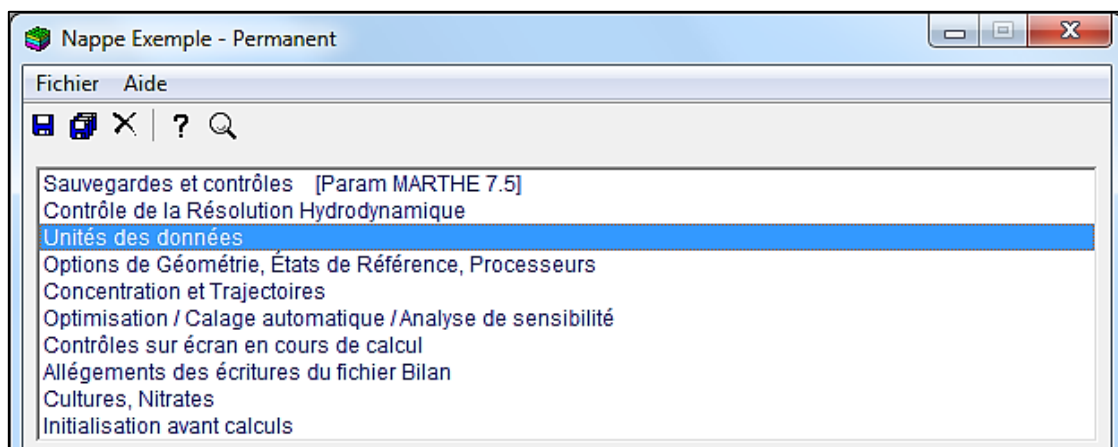 Nappe Exemple - Permanent
Fichier Aide
?
Sauvegardes et contrôles [Param MARTHE 7.5]
Contrôle de la Résolution Hydrodynamique
Unités des données
Options de Géométrie, États de Référence, Processeurs
Concentration et Trajectoires
Optimisation / Calage automatique / Analyse de sensibilité
Contrôles sur écran en cours de calcul
Allégements des écritures du fichier Bilan
Cultures, Nitrates
Initialisation avant calculs